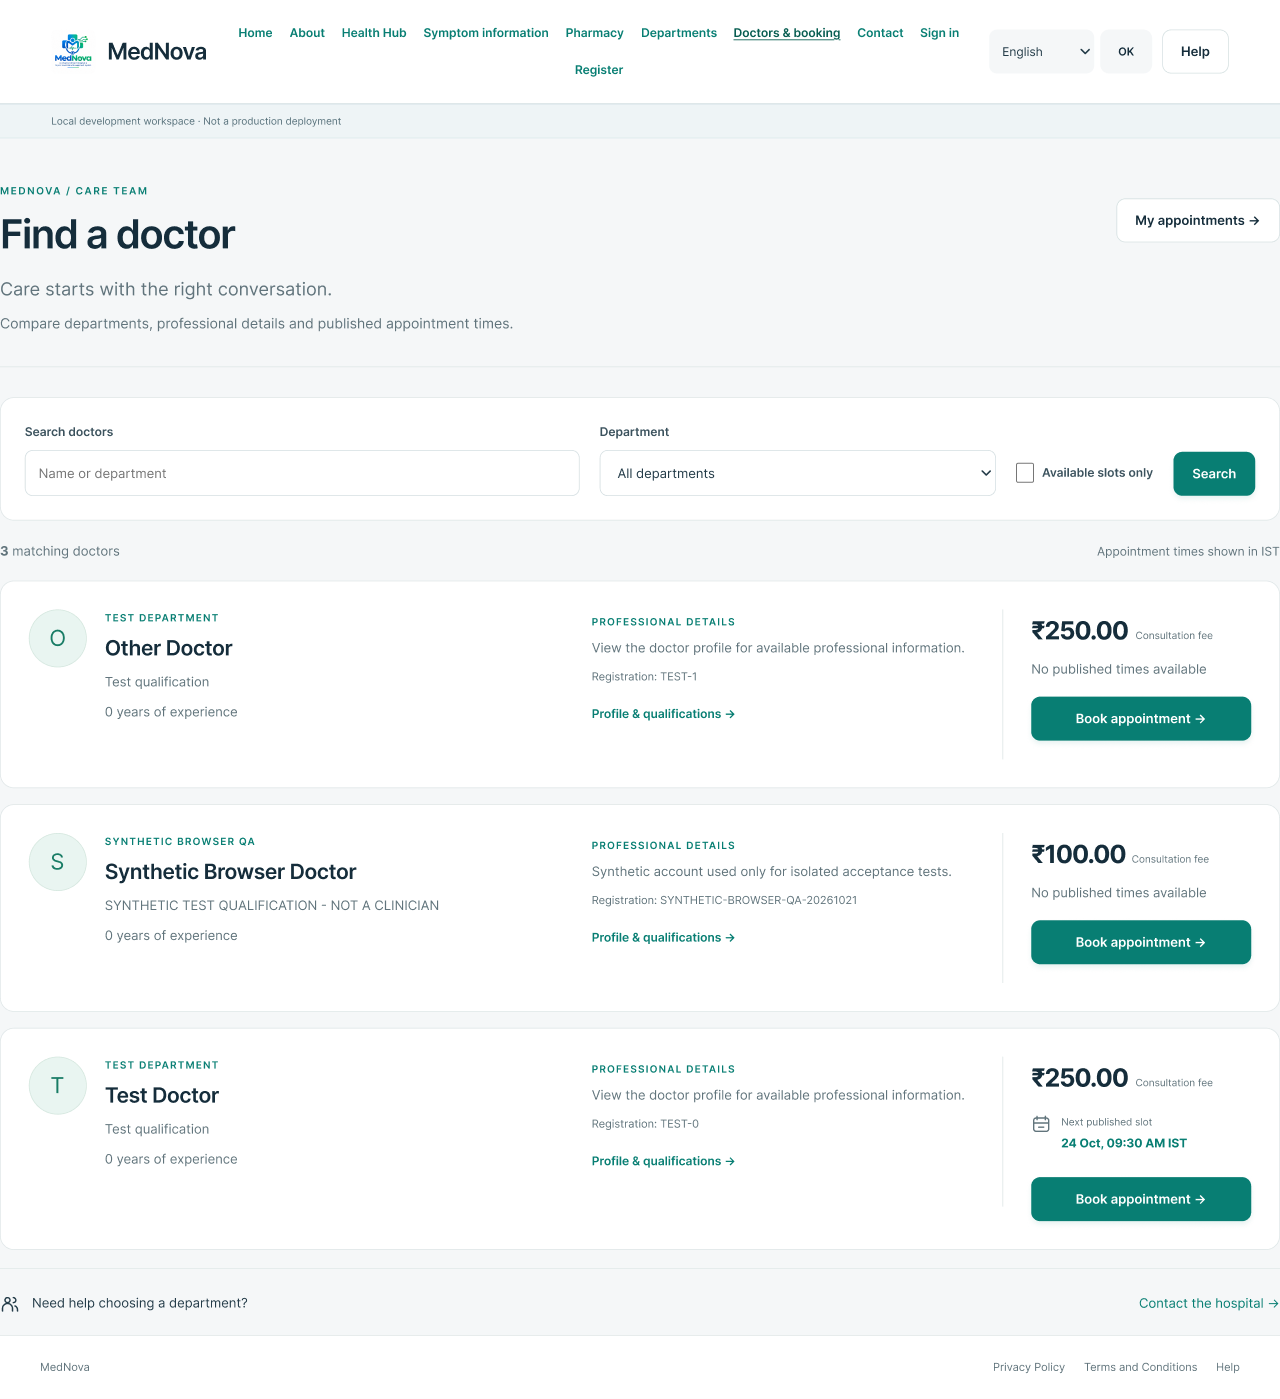 MedNova
MedNova
Home About Health Hub Symptom information Pharmacy Departments Doctors & booking Contact Sign in
Register
English
OK
Help
Local development workspace · Not a production deployment
MEDNOVA / CARE TEAM
Find a doctor
My appointments →
Care starts with the right conversation.
Compare departments, professional details and published appointment times.
Search doctors
Name or department
Department
All departments
Available slots only
Search
3 matching doctors
Appointment times shown in IST
O
TEST DEPARTMENT
Other Doctor
Test qualification
0 years of experience
PROFESSIONAL DETAILS
View the doctor profile for available professional information.
Registration: TEST-1
Profile & qualifications →
₹250.00 Consultation fee
No published times available
Book appointment →
S
SYNTHETIC BROWSER QA
Synthetic Browser Doctor
SYNTHETIC TEST QUALIFICATION - NOT A CLINICIAN
0 years of experience
PROFESSIONAL DETAILS
Synthetic account used only for isolated acceptance tests.
Registration: SYNTHETIC-BROWSER-QA-20261021
Profile & qualifications →
₹100.00 Consultation fee
No published times available
Book appointment →
T
TEST DEPARTMENT
Test Doctor
Test qualification
0 years of experience
PROFESSIONAL DETAILS
View the doctor profile for available professional information.
Registration: TEST-0
Profile & qualifications →
₹250.00 Consultation fee
Next published slot
24 Oct, 09:30 AM IST
Book appointment →
Need help choosing a department?
Contact the hospital →
MedNova
Privacy Policy Terms and Conditions Help